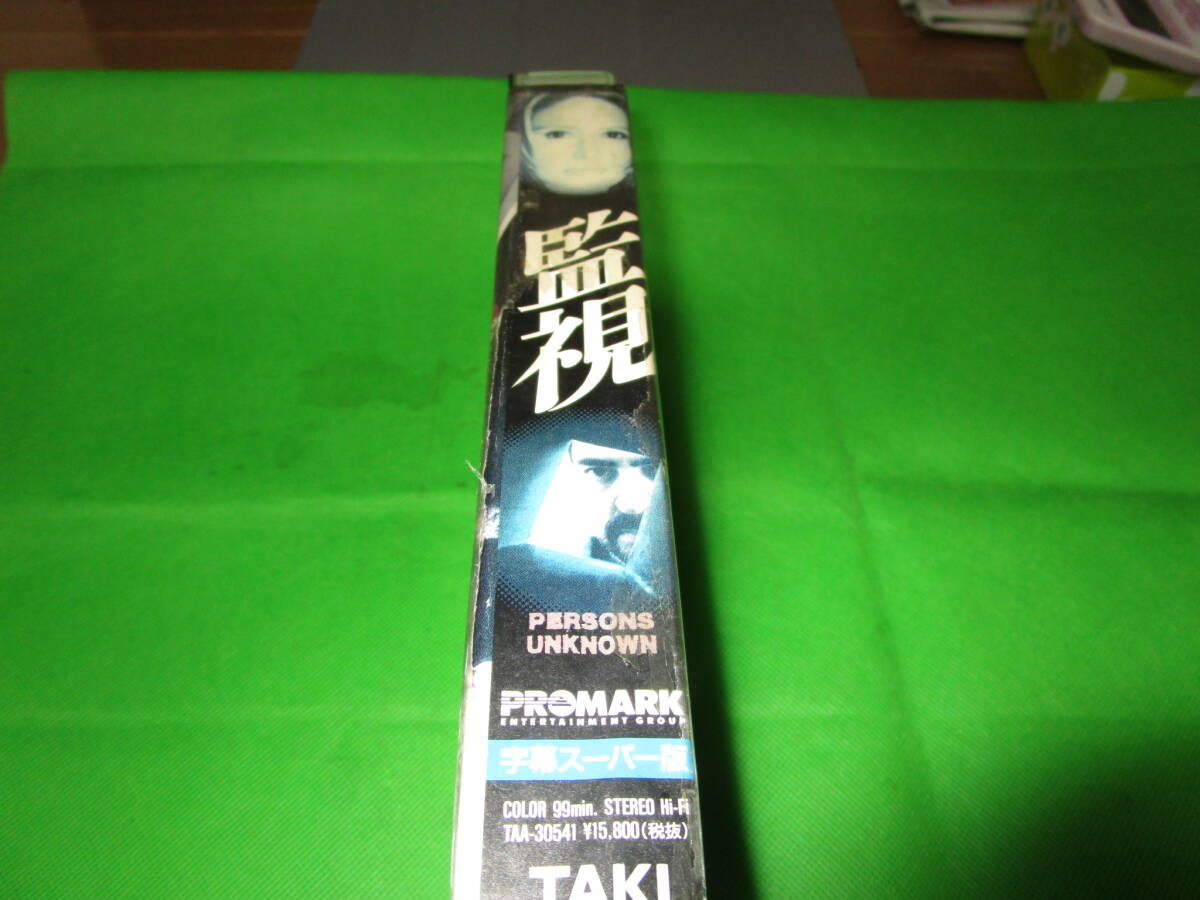 監視
PERSONS
UNKNOWN
PROMARK
ENTERTAINMENT GROUP
字幕スーパー版
COLOR 99min. STEREO Hi-Fi
TAA-30541 ¥15,800(税抜)
TAKI